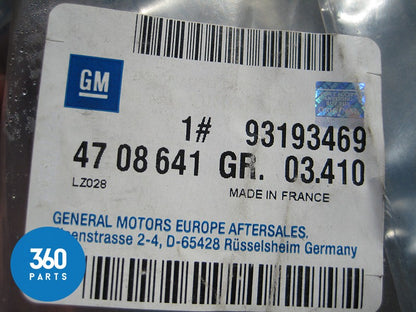 GM
1# 93193469
47 08 641 GR. 03.410
LZ028
MADE IN FRANCE
GENERAL MOTORS EUROPE AFTERSALES.
2-4, D-65428 Rüsselsheim Germany
360
PARTS